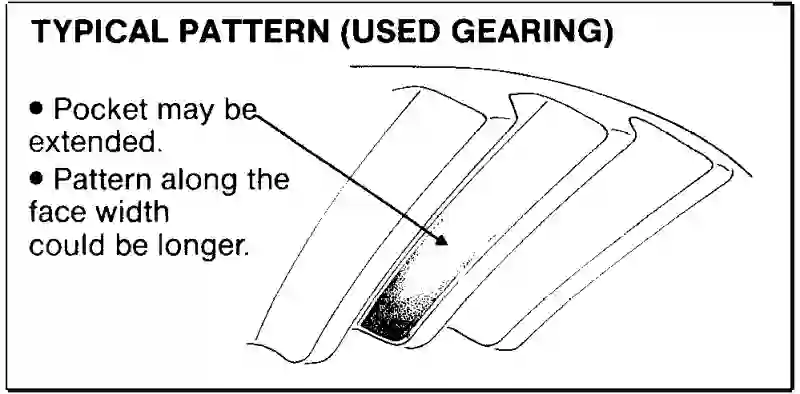 TYPICAL PATTERN (USED GEARING)
• Pocket may be
extended.
• Pattern along the
face width
could be longer.